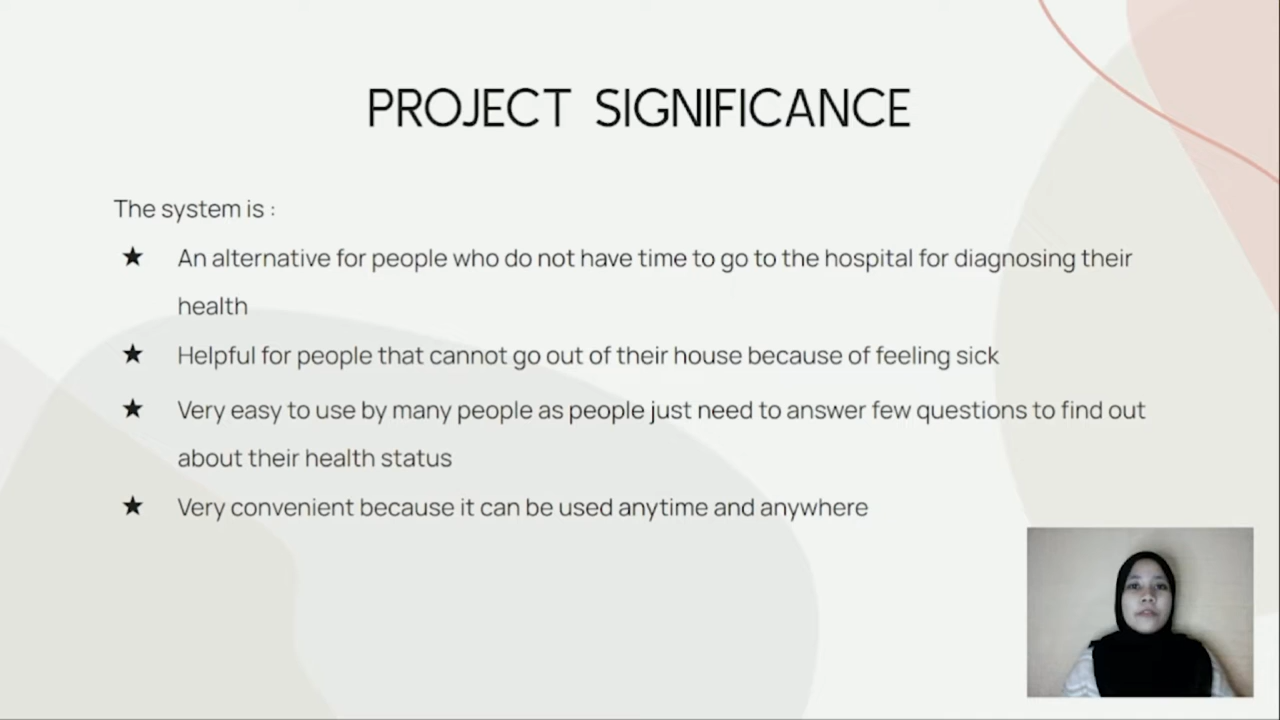 PROJECT SIGNIFICANCE
The system is :
★ An alternative for people who do not have time to go to the hospital for diagnosing their
health
★ Helpful for people that cannot go out of their house because of feeling sick
★ Very easy to use by many people as people just need to answer few questions to find out
about their health status
★ Very convenient because it can be used anytime and anywhere